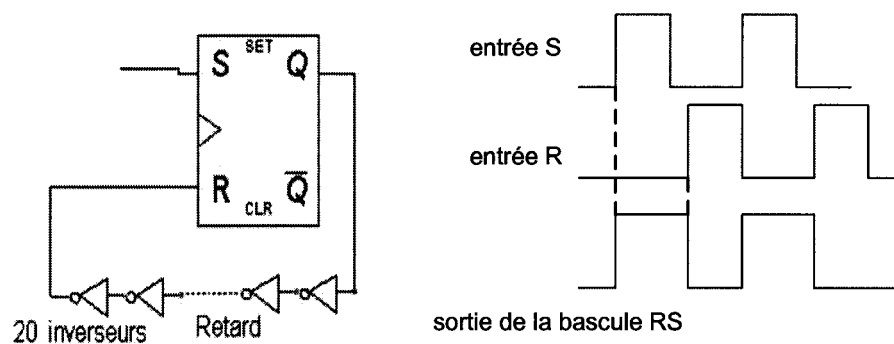 SET
S Q
R Q̅
CLR
20 inverseurs
Retard
entrée S
entrée R
sortie de la bascule RS